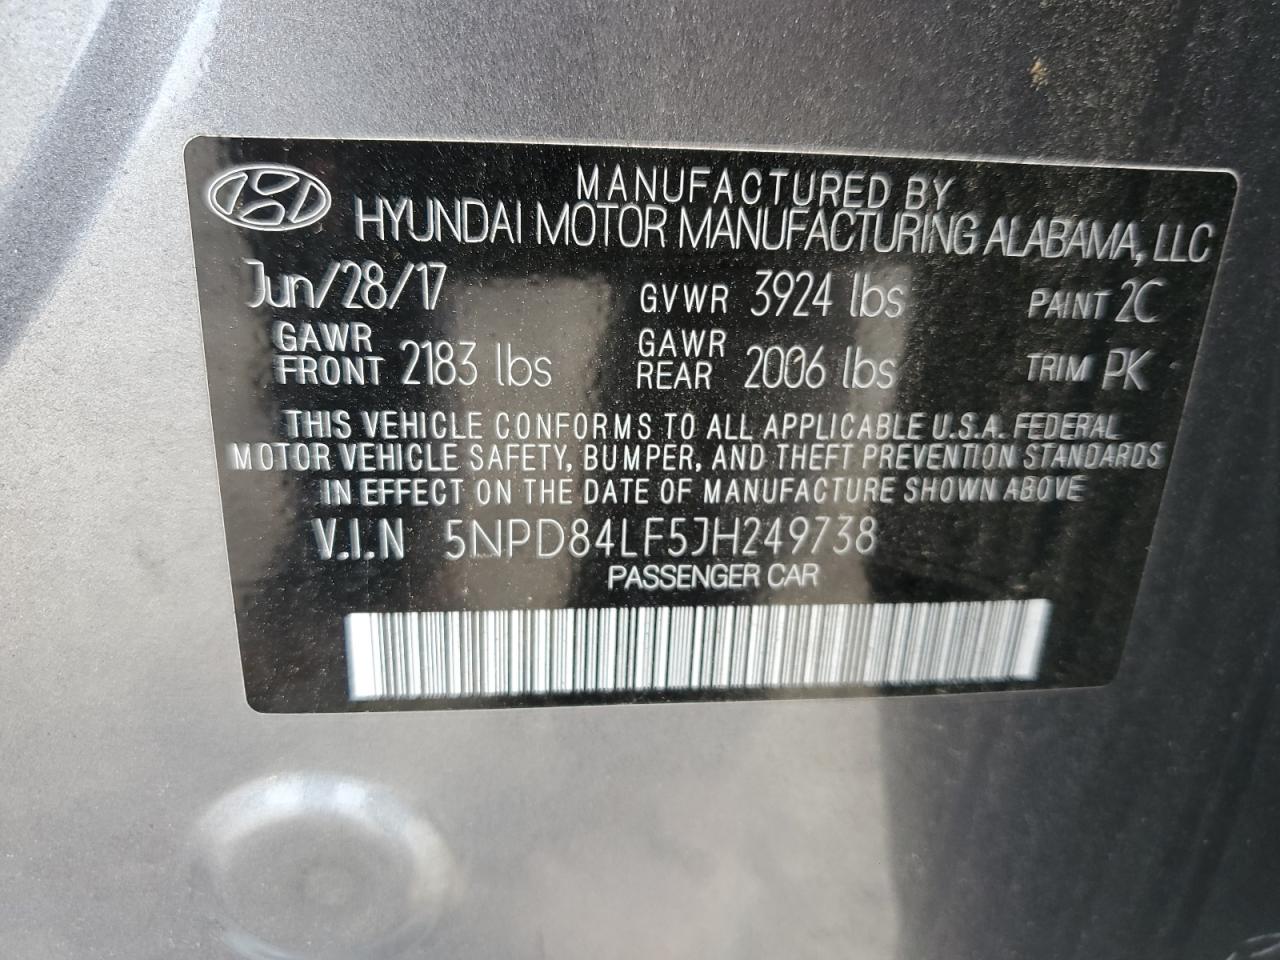 MANUFACTURED BY
HYUNDAI MOTOR MANUFACTURING ALABAMA, LLC
Jun/28/17 GVWR 3924 lbs PAINT 2C
GAWR FRONT 2183 lbs GAWR REAR 2006 lbs TRIM PK
THIS VEHICLE CONFORMS TO ALL APPLICABLE U.S.A. FEDERAL
MOTOR VEHICLE SAFETY, BUMPER, AND THEFT PREVENTION STANDARDS
IN EFFECT ON THE DATE OF MANUFACTURE SHOWN ABOVE
V.I.N 5NPD84LF5JH249738
PASSENGER CAR